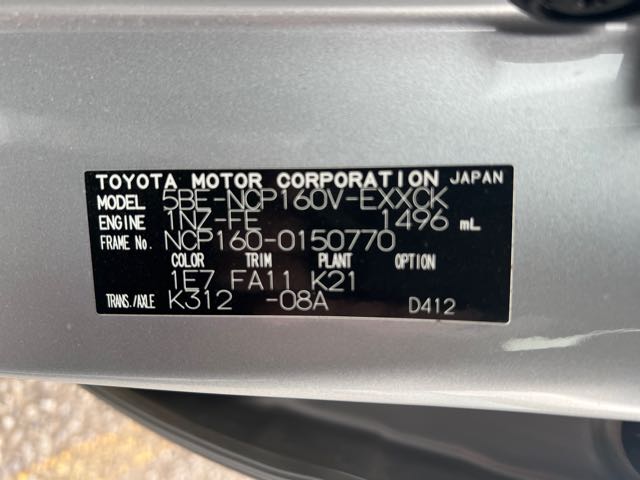 TOYOTA MOTOR CORPORATION JAPAN
MODEL 5BE-NCP160V-EXXCK
ENGINE 1NZ-FE 1496 mL
FRAME No. NCP160-0150770
COLOR TRIM PLANT OPTION
1E7 FA11 K21
TRANS./AXLE K312 -08A D412